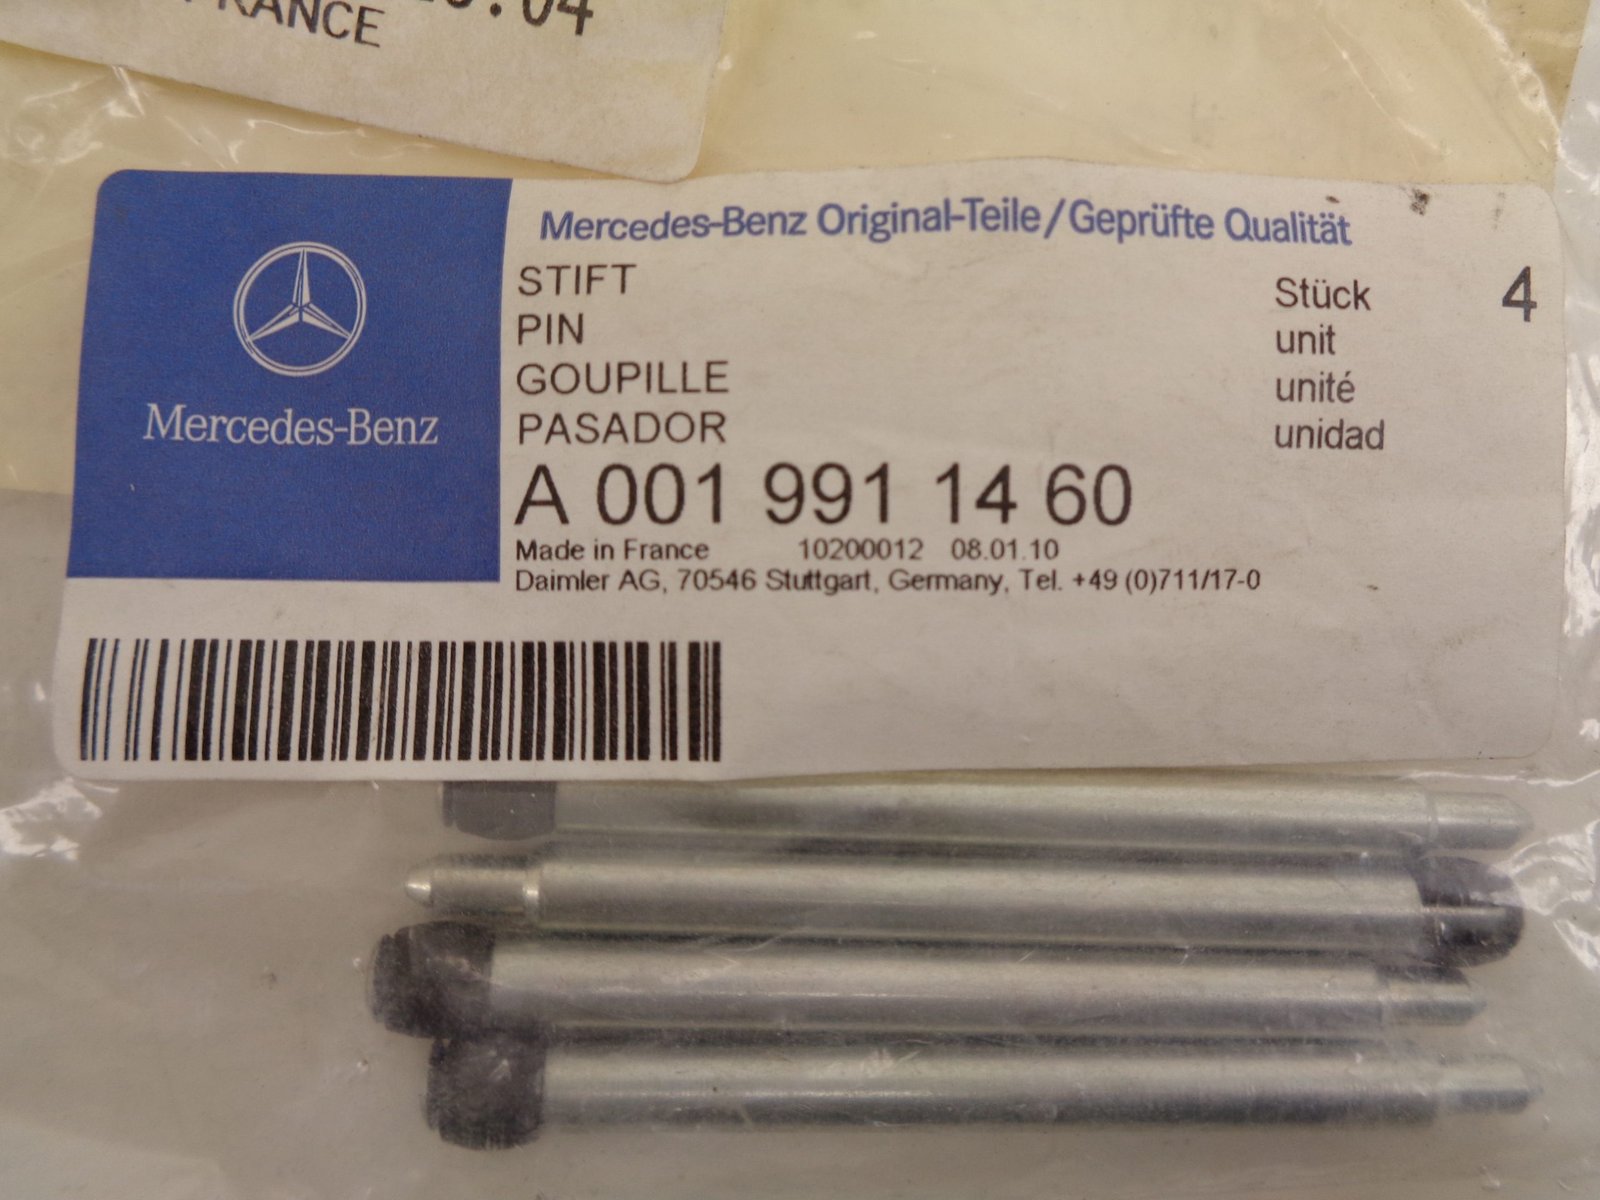 FRANCE
Mercedes-Benz Original-Teile/Geprüfte Qualität
Mercedes-Benz
STIFT
PIN
GOUPILLE
PASADOR
Stück 4
unit
unité
unidad
A 001 991 14 60
Made in France 10200012 08.01.10
Daimler AG, 70546 Stuttgart, Germany, Tel. +49 (0)711/17-0